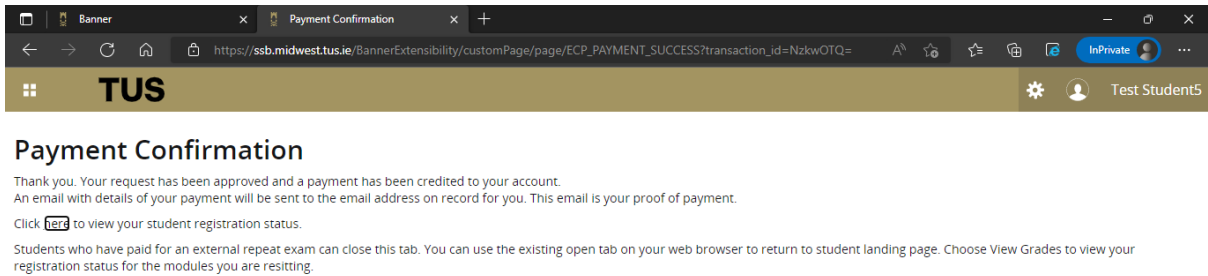 Banner
Payment Confirmation
https://ssb.midwest.tus.ie/BannerExtensibility/customPage/page/ECP_PAYMENT_SUCCESS?transaction_id=NzkwOTQ=
InPrivate
TUS
Test Student5
Payment Confirmation
Thank you. Your request has been approved and a payment has been credited to your account.
An email with details of your payment will be sent to the email address on record for you. This email is your proof of payment.
Click here to view your student registration status.
Students who have paid for an external repeat exam can close this tab. You can use the existing open tab on your web browser to return to student landing page. Choose View Grades to view your
registration status for the modules you are resitting.